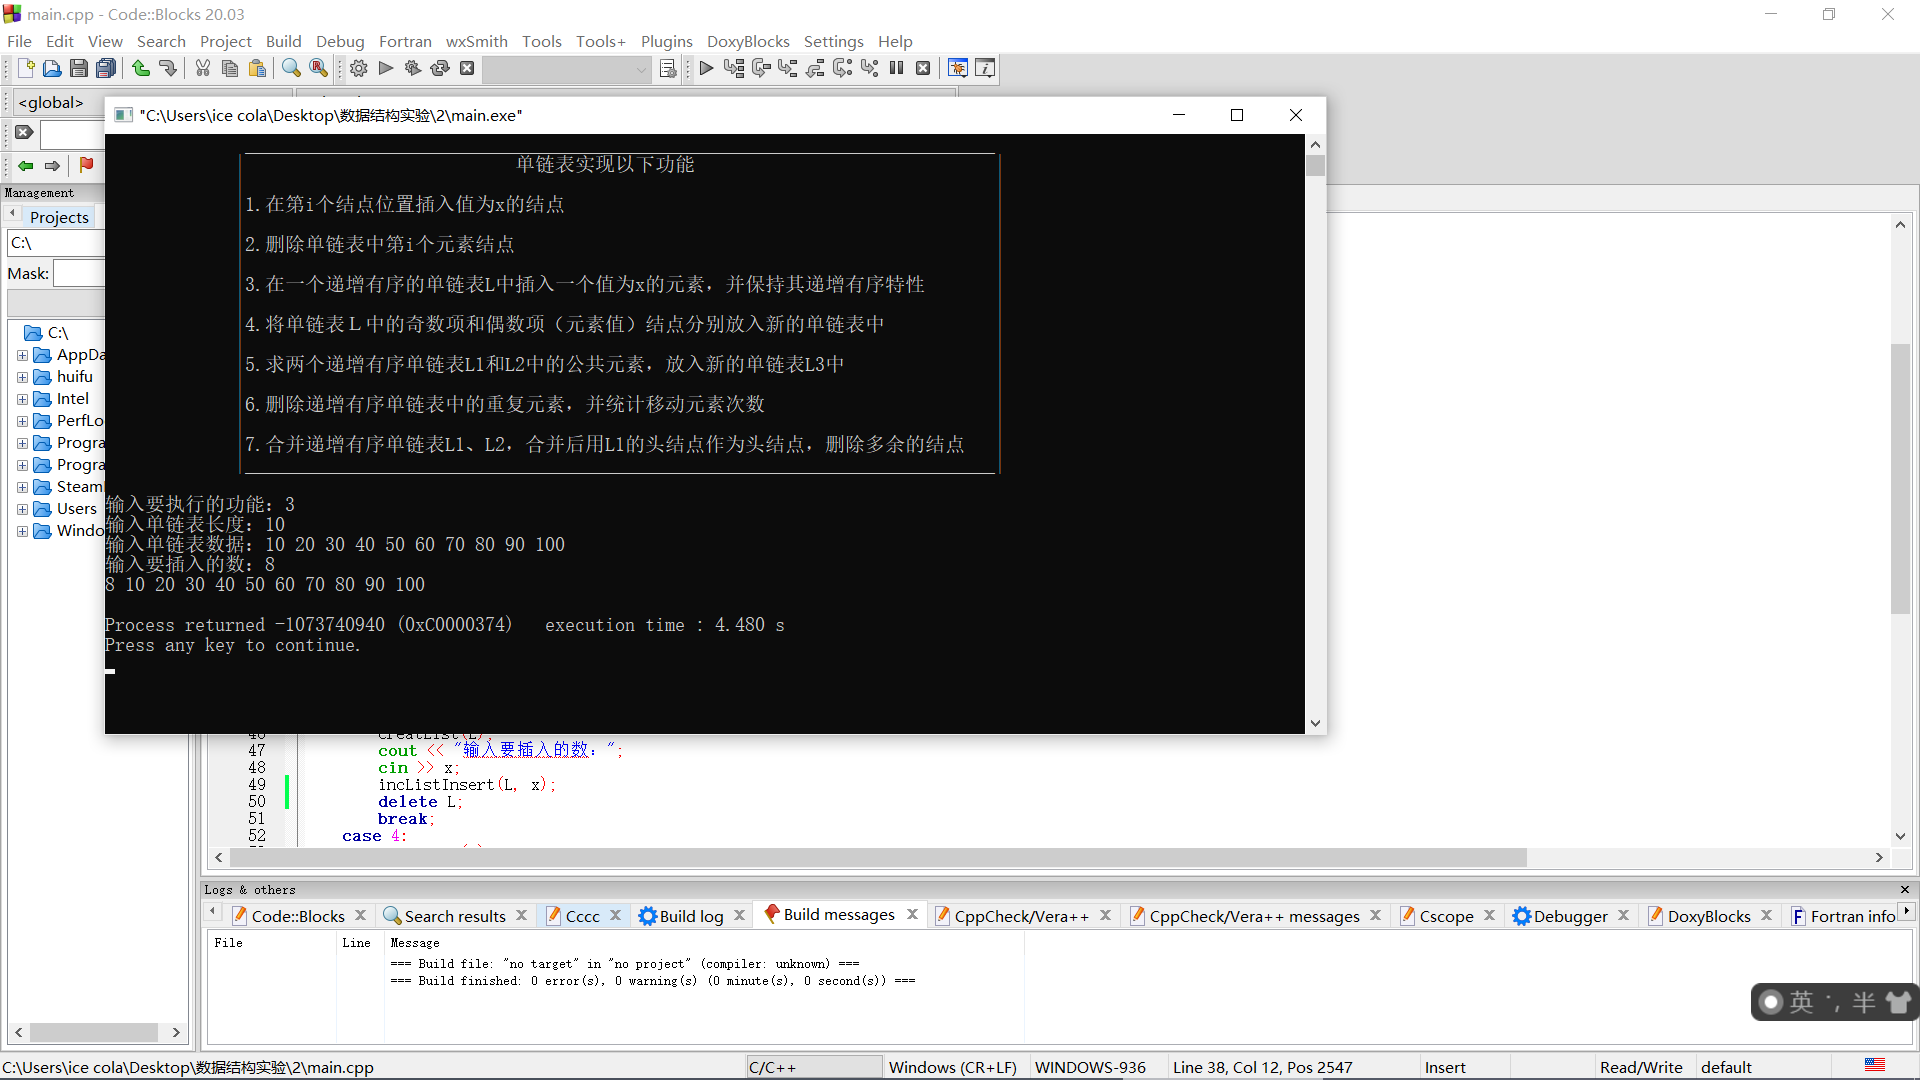 main.cpp - Code::Blocks 20.03
File Edit View Search Project Build Debug Fortran wxSmith Tools Tools+ Plugins DoxyBlocks Settings Help
<global>
"C:\Users\ice cola\Desktop\数据结构实验\2\main.exe"
单链表实现以下功能
1.在第i个结点位置插入值为x的结点
2.删除单链表中第i个元素结点
3.在一个递增有序的单链表L中插入一个值为x的元素，并保持其递增有序特性
4.将单链表Ｌ中的奇数项和偶数项（元素值）结点分别放入新的单链表中
5.求两个递增有序单链表L1和L2中的公共元素，放入新的单链表L3中
6.删除递增有序单链表中的重复元素，并统计移动元素次数
7.合并递增有序单链表L1、L2，合并后用L1的头结点作为头结点，删除多余的结点
输入要执行的功能：3
输入单链表长度：10
输入单链表数据：10 20 30 40 50 60 70 80 90 100
输入要插入的数：8
8 10 20 30 40 50 60 70 80 90 100
Process returned -1073740940 (0xC0000374)   execution time : 4.480 s
Press any key to continue.
Management
Projects
C:\
Mask:
C:\
AppDa
huifu
Intel
PerfLo
Progra
Progra
Steam
Users
Windo
46 creatList(L);
47 cout << "输入要插入的数：";
48 cin >> x;
49 incListInsert(L, x);
50 delete L;
51 break;
52 case 4:
Logs & others
Code::Blocks Search results Cccc Build log Build messages CppCheck/Vera++ CppCheck/Vera++ messages Cscope Debugger DoxyBlocks Fortran info
File Line Message
=== Build file: "no target" in "no project" (compiler: unknown) ===
=== Build finished: 0 error(s), 0 warning(s) (0 minute(s), 0 second(s)) ===
英 半
C:\Users\ice cola\Desktop\数据结构实验\2\main.cpp C/C++ Windows (CR+LF) WINDOWS-936 Line 38, Col 12, Pos 2547 Insert Read/Write default